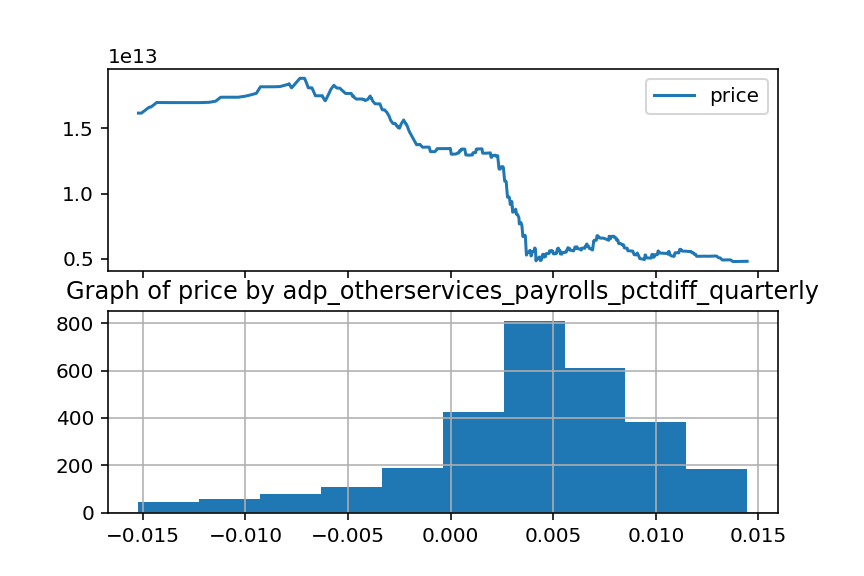 1e13
price
1.5
1.0
0.5
Graph of price by adp_otherservices_payrolls_pctdiff_quarterly
800
600
400
200
0
−0.015 −0.010 −0.005 0.000 0.005 0.010 0.015